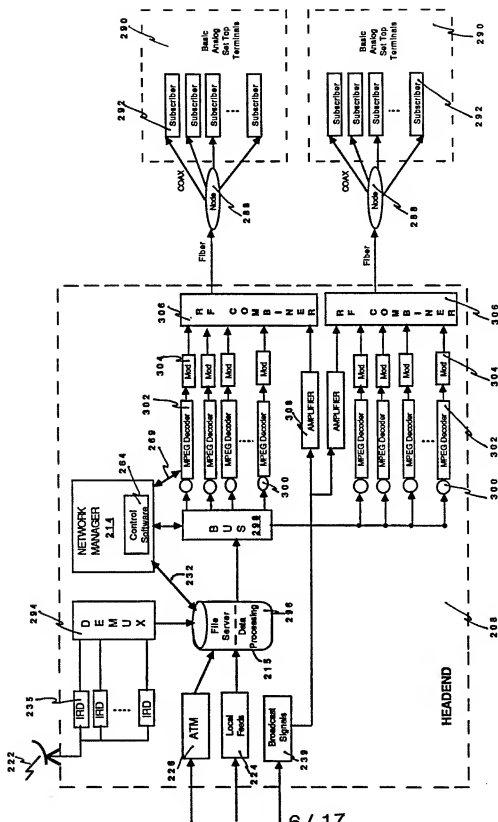 222
235
IRD
IRD
IRD
294
DEMUX
NETWORK MANAGER
214
Control Software
264
269
232
226
ATM
224
Local Feeds
239
Broadcast Signals
File Server
Data Processing
215
296
BUS
298
300
302
304
306
MPEG Decoder
Mod
MPEG Decoder
Mod
MPEG Decoder
Mod
MPEG Decoder
Mod
RF COMBINER
308
AMPLIFIER
AMPLIFIER
MPEG Decoder
Mod
MPEG Decoder
Mod
MPEG Decoder
Mod
MPEG Decoder
Mod
RF COMBINER
306
304
302
300
208
HEADEND
Fiber
Node
288
COAX
292
Subscriber
Subscriber
Subscriber
Subscriber
Basic
Analog
Set Top
Terminals
290
Fiber
Node
288
COAX
Subscriber
Subscriber
Subscriber
Subscriber
292
Basic
Analog
Set Top
Terminals
290
6/17